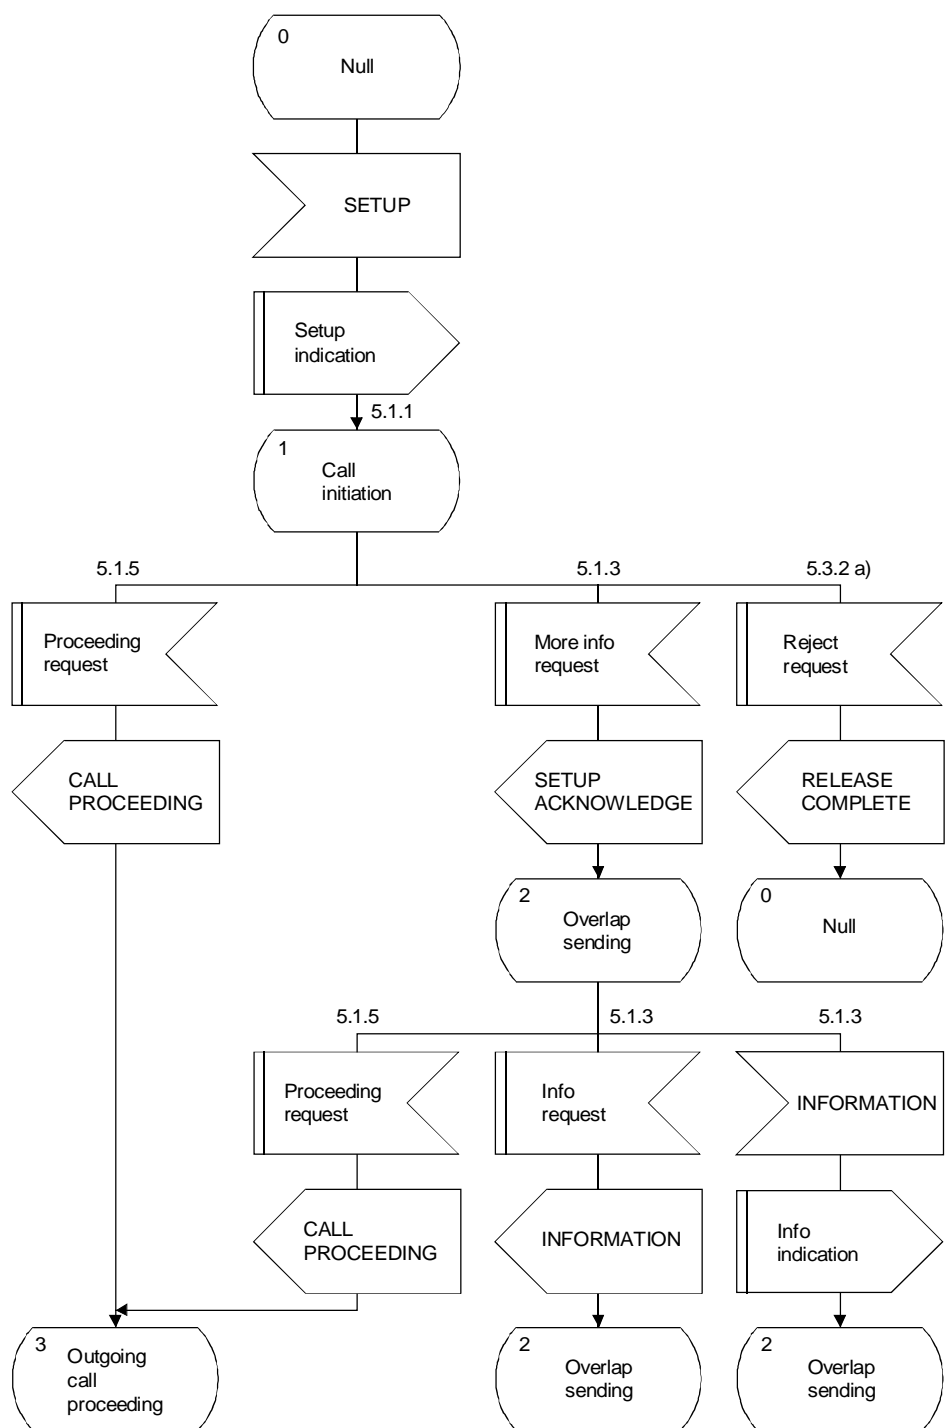 0
Null
SETUP
Setup
indication
5.1.1
1
Call
initiation
5.1.5
5.1.3
5.3.2 a)
Proceeding
request
More info
request
Reject
request
CALL
PROCEEDING
SETUP
ACKNOWLEDGE
RELEASE
COMPLETE
2
Overlap
sending
0
Null
5.1.5
5.1.3
5.1.3
Proceeding
request
Info
request
INFORMATION
CALL
PROCEEDING
INFORMATION
Info
indication
3
Outgoing
call
proceeding
2
Overlap
sending
2
Overlap
sending